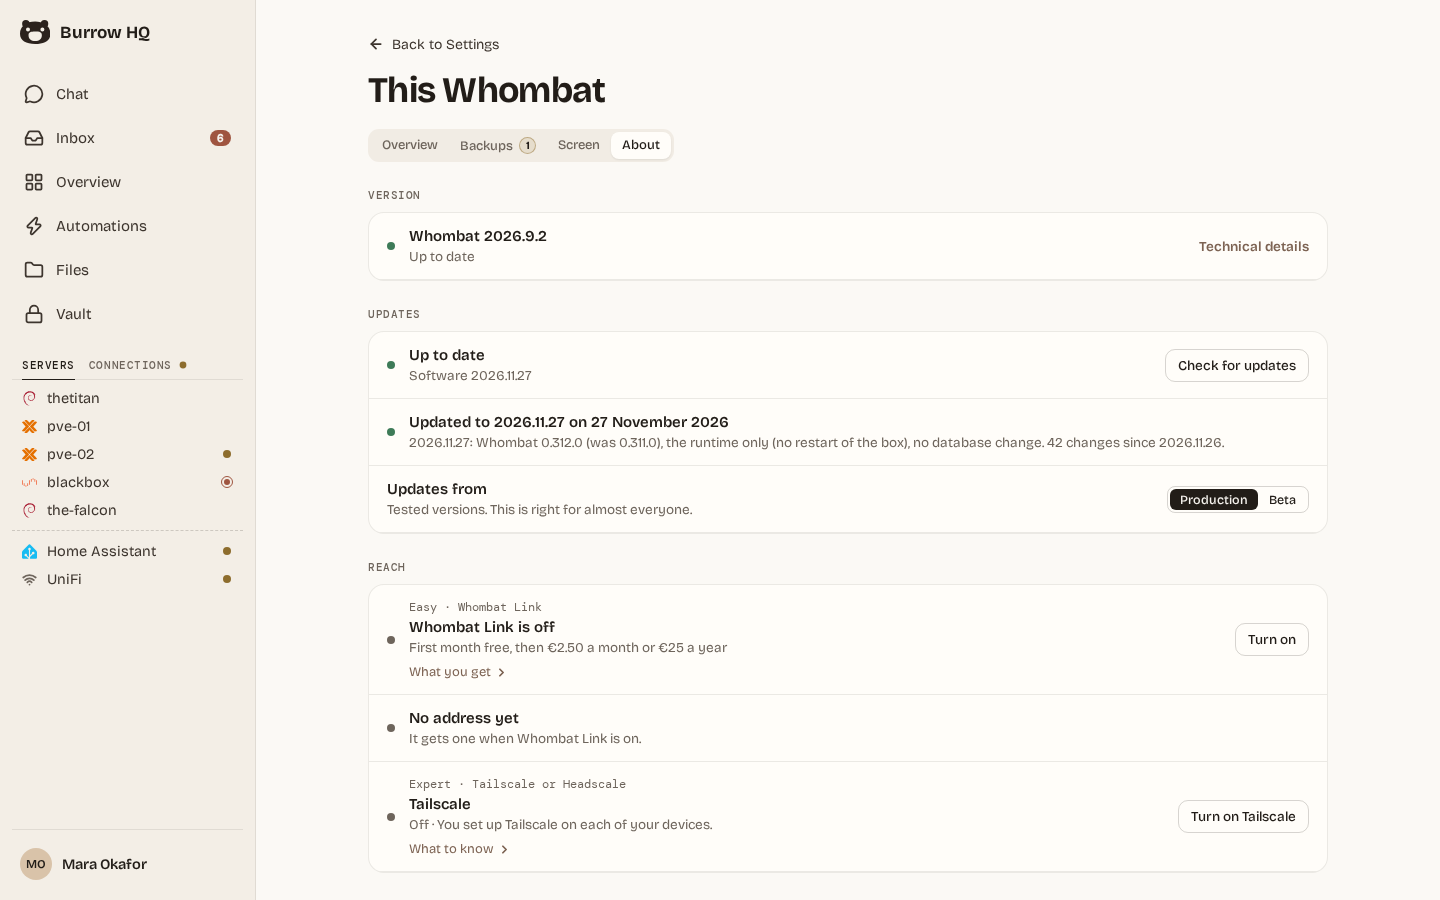 Burrow HQ
Chat
Inbox 6
Overview
Automations
Files
Vault
SERVERS CONNECTIONS
thetitan
pve-01
pve-02
blackbox
the-falcon
Home Assistant
UniFi
MO Mara Okafor
Back to Settings
This Whombat
Overview Backups 1 Screen About
VERSION
Whombat 2026.9.2
Up to date
Technical details
UPDATES
Up to date
Software 2026.11.27
Check for updates
Updated to 2026.11.27 on 27 November 2026
2026.11.27: Whombat 0.312.0 (was 0.311.0), the runtime only (no restart of the box), no database change. 42 changes since 2026.11.26.
Updates from
Tested versions. This is right for almost everyone.
Production Beta
REACH
Easy · Whombat Link
Whombat Link is off
First month free, then €2.50 a month or €25 a year
What you get
Turn on
No address yet
It gets one when Whombat Link is on.
Expert · Tailscale or Headscale
Tailscale
Off · You set up Tailscale on each of your devices.
What to know
Turn on Tailscale